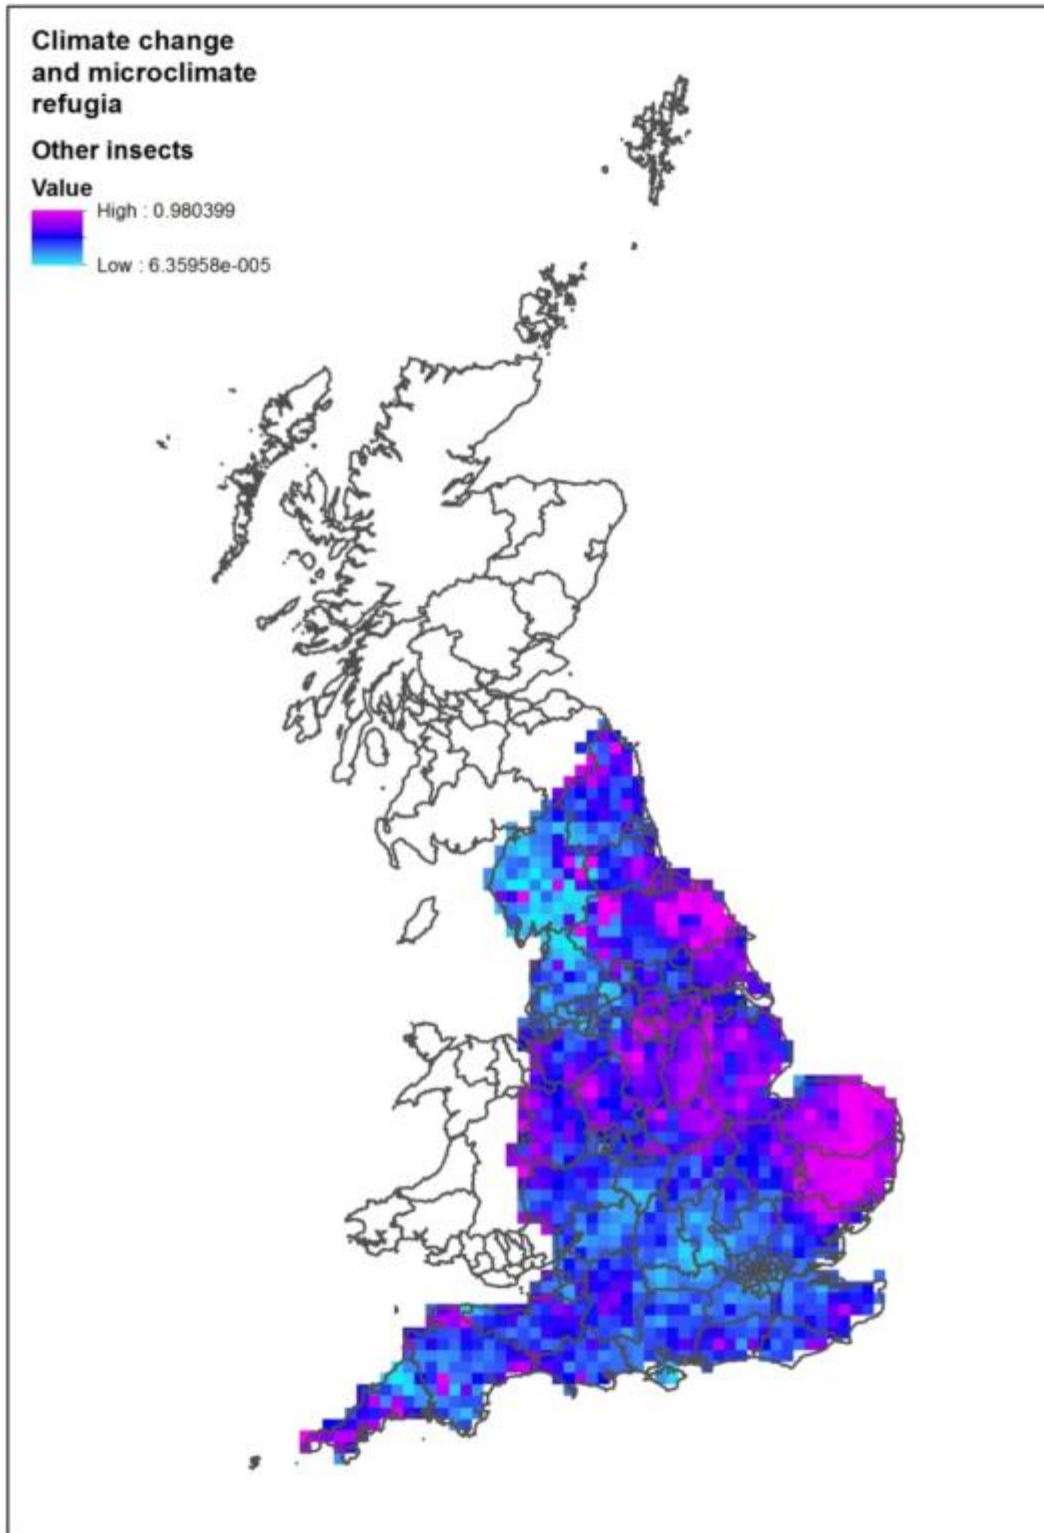 Climate change
and microclimate
refugia
Other insects
Value
High : 0.980399
Low : 6.35958e-005